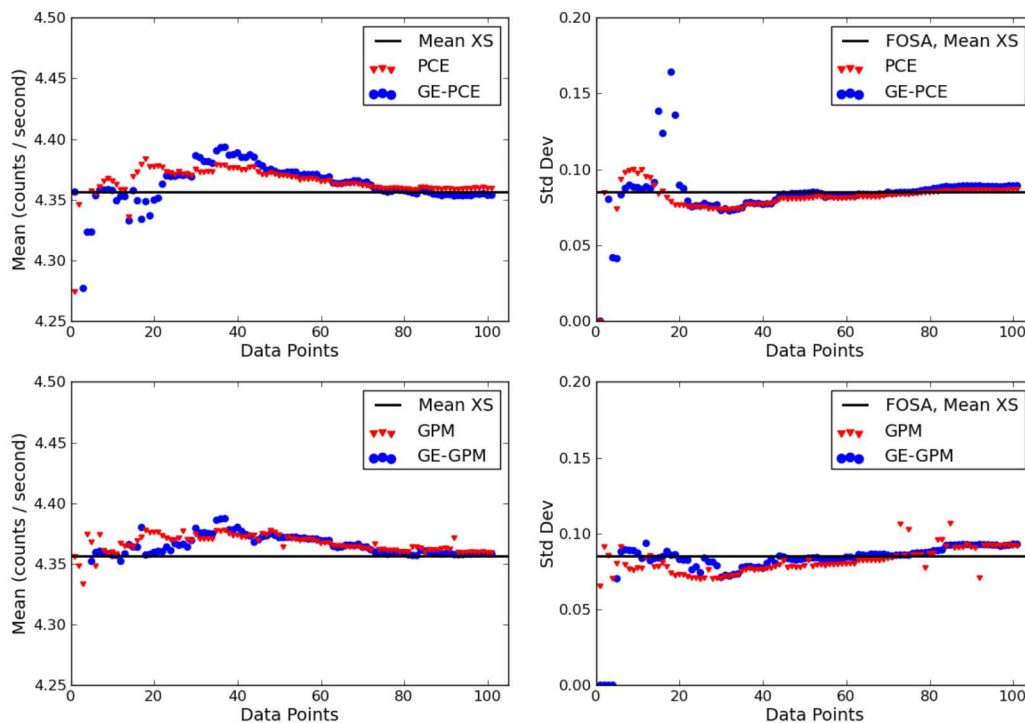 4.50
4.45
4.40
4.35
4.30
4.25
Mean (counts / second)
0 20 40 60 80 100
Data Points
Mean XS
PCE
GE-PCE
0.20
0.15
0.10
0.05
0.00
Std Dev
0 20 40 60 80 100
Data Points
FOSA, Mean XS
PCE
GE-PCE
4.50
4.45
4.40
4.35
4.30
4.25
Mean (counts / second)
0 20 40 60 80 100
Data Points
Mean XS
GPM
GE-GPM
0.20
0.15
0.10
0.05
0.00
Std Dev
0 20 40 60 80 100
Data Points
FOSA, Mean XS
GPM
GE-GPM